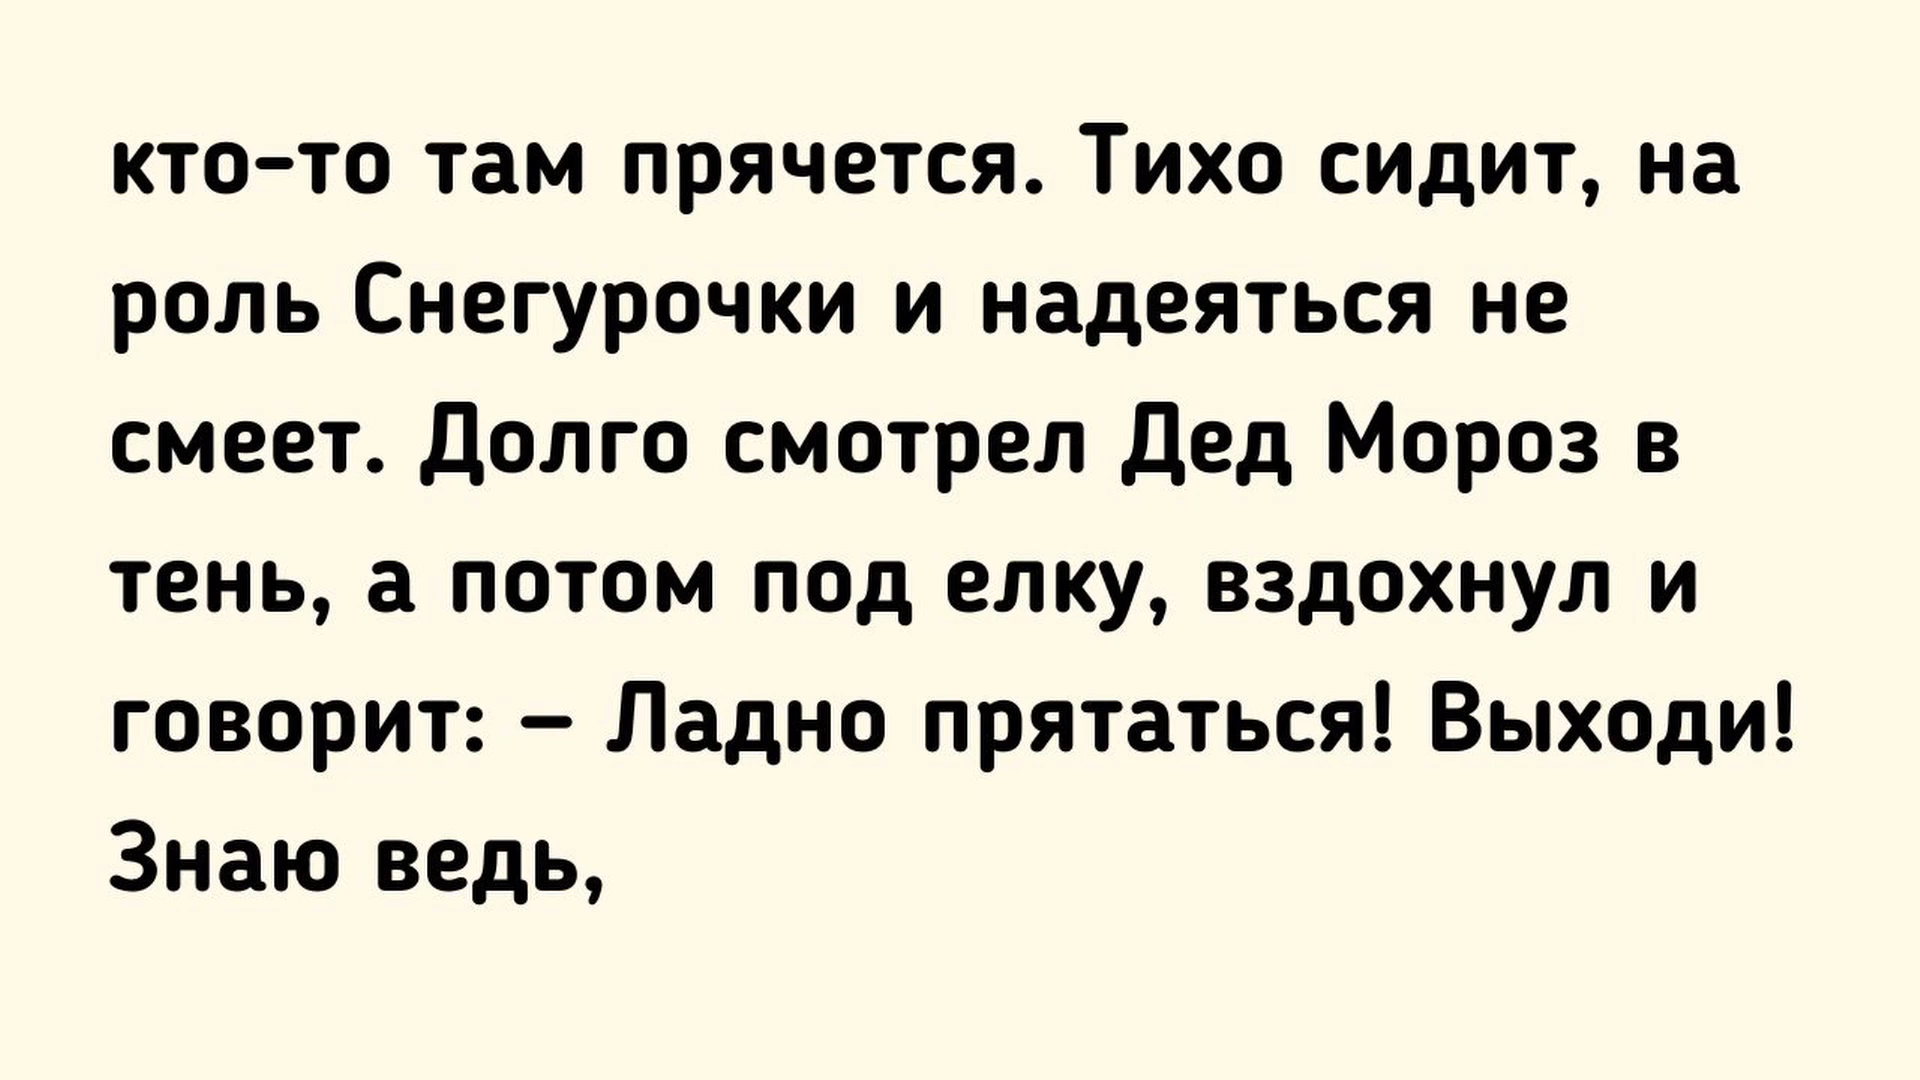 кто-то там прячется. Тихо сидит, на
роль Снегурочки и надеяться не
смеет. Долго смотрел Дед Мороз в
тень, а потом под елку, вздохнул и
говорит: – Ладно прятаться! Выходи!
Знаю ведь,